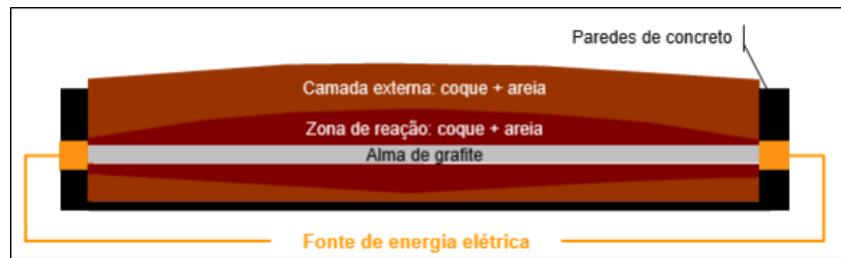 Paredes de concreto
Camada externa: coque + areia
Zona de reação: coque + areia
Alma de grafite
Fonte de energia elétrica